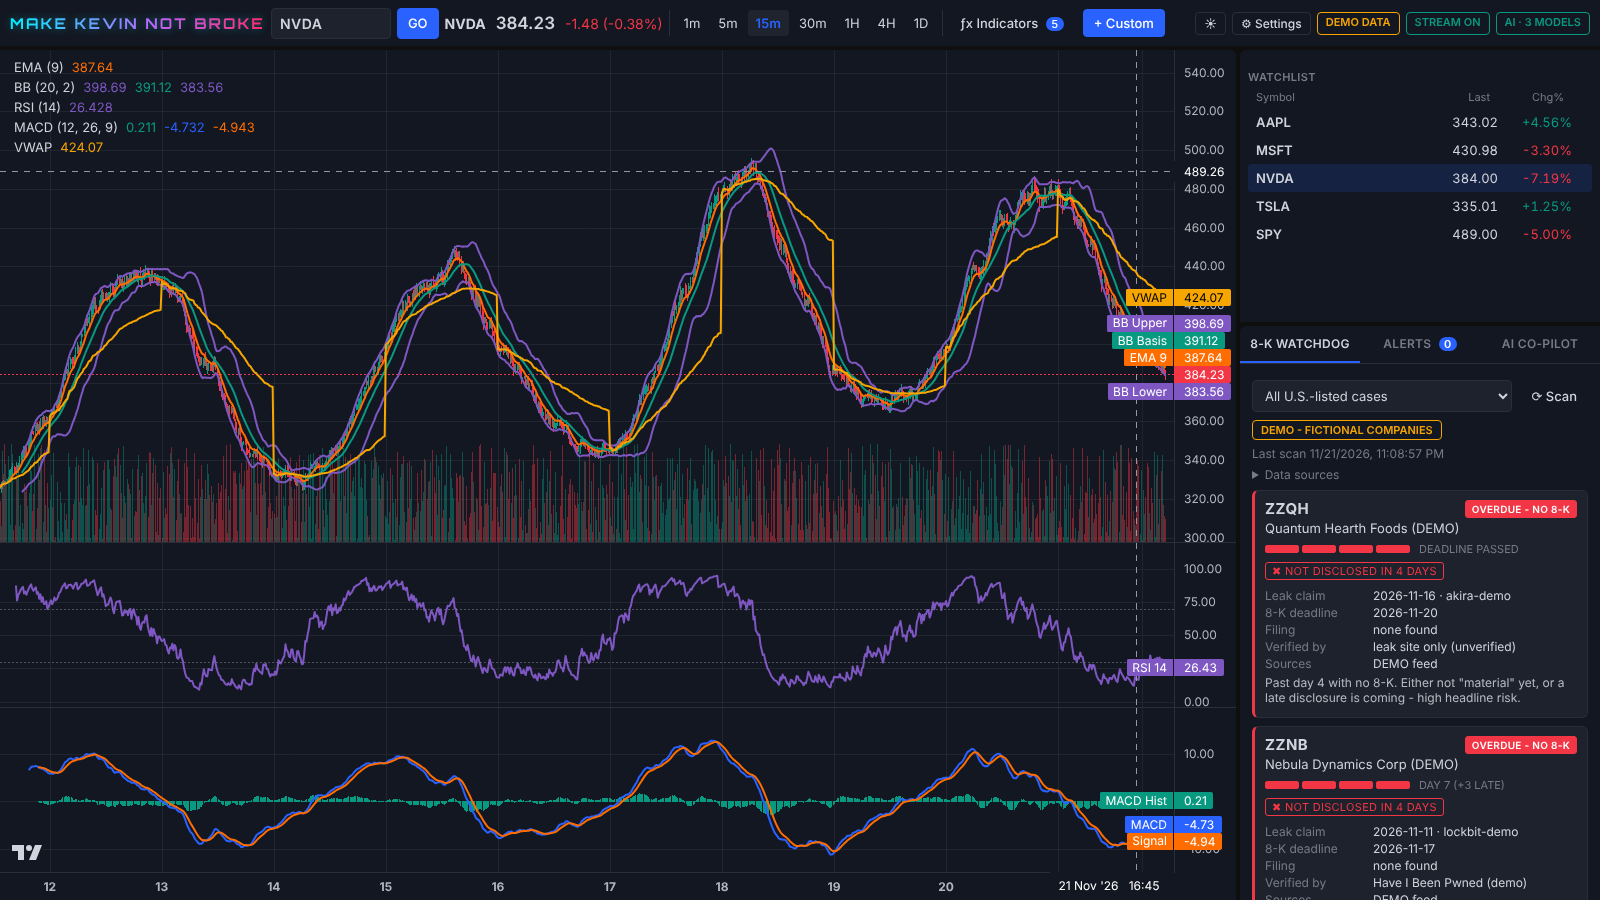 MAKE KEVIN NOT BROKE NVDA GO NVDA 384.23 -1.48 (-0.38%) 1m 5m 15m 30m 1H 4H 1D fx Indicators 5 + Custom ☀ ⚙ Settings DEMO DATA STREAM ON AI · 3 MODELS
EMA (9) 387.64
BB (20, 2) 398.69 391.12 383.56
RSI (14) 26.428
MACD (12, 26, 9) 0.211 -4.732 -4.943
VWAP 424.07
540.00
520.00
500.00
489.26
480.00
460.00
440.00
VWAP 424.07
BB Upper 398.69
BB Basis 391.12
EMA 9 387.64
384.23
BB Lower 383.56
360.00
340.00
320.00
300.00
100.00
75.00
50.00
RSI 14 26.43
0.00
10.00
MACD Hist 0.21
MACD -4.73
Signal -4.94
12 13 14 15 16 17 18 19 20 21 Nov '26 16:45
WATCHLIST
Symbol Last Chg%
AAPL 343.02 +4.56%
MSFT 430.98 -3.30%
NVDA 384.00 -7.19%
TSLA 335.01 +1.25%
SPY 489.00 -5.00%
8-K WATCHDOG ALERTS 0 AI CO-PILOT
All U.S.-listed cases ⟳ Scan
DEMO - FICTIONAL COMPANIES
Last scan 11/21/2026, 11:08:57 PM
▶ Data sources
ZZQH OVERDUE - NO 8-K
Quantum Hearth Foods (DEMO)
DEADLINE PASSED
✖ NOT DISCLOSED IN 4 DAYS
Leak claim 2026-11-16 · akira-demo
8-K deadline 2026-11-20
Filing none found
Verified by leak site only (unverified)
Sources DEMO feed
Past day 4 with no 8-K. Either not "material" yet, or a
late disclosure is coming - high headline risk.
ZZNB OVERDUE - NO 8-K
Nebula Dynamics Corp (DEMO)
DAY 7 (+3 LATE)
✖ NOT DISCLOSED IN 4 DAYS
Leak claim 2026-11-11 · lockbit-demo
8-K deadline 2026-11-17
Filing none found
Verified by Have I Been Pwned (demo)
Sources DEMO feed